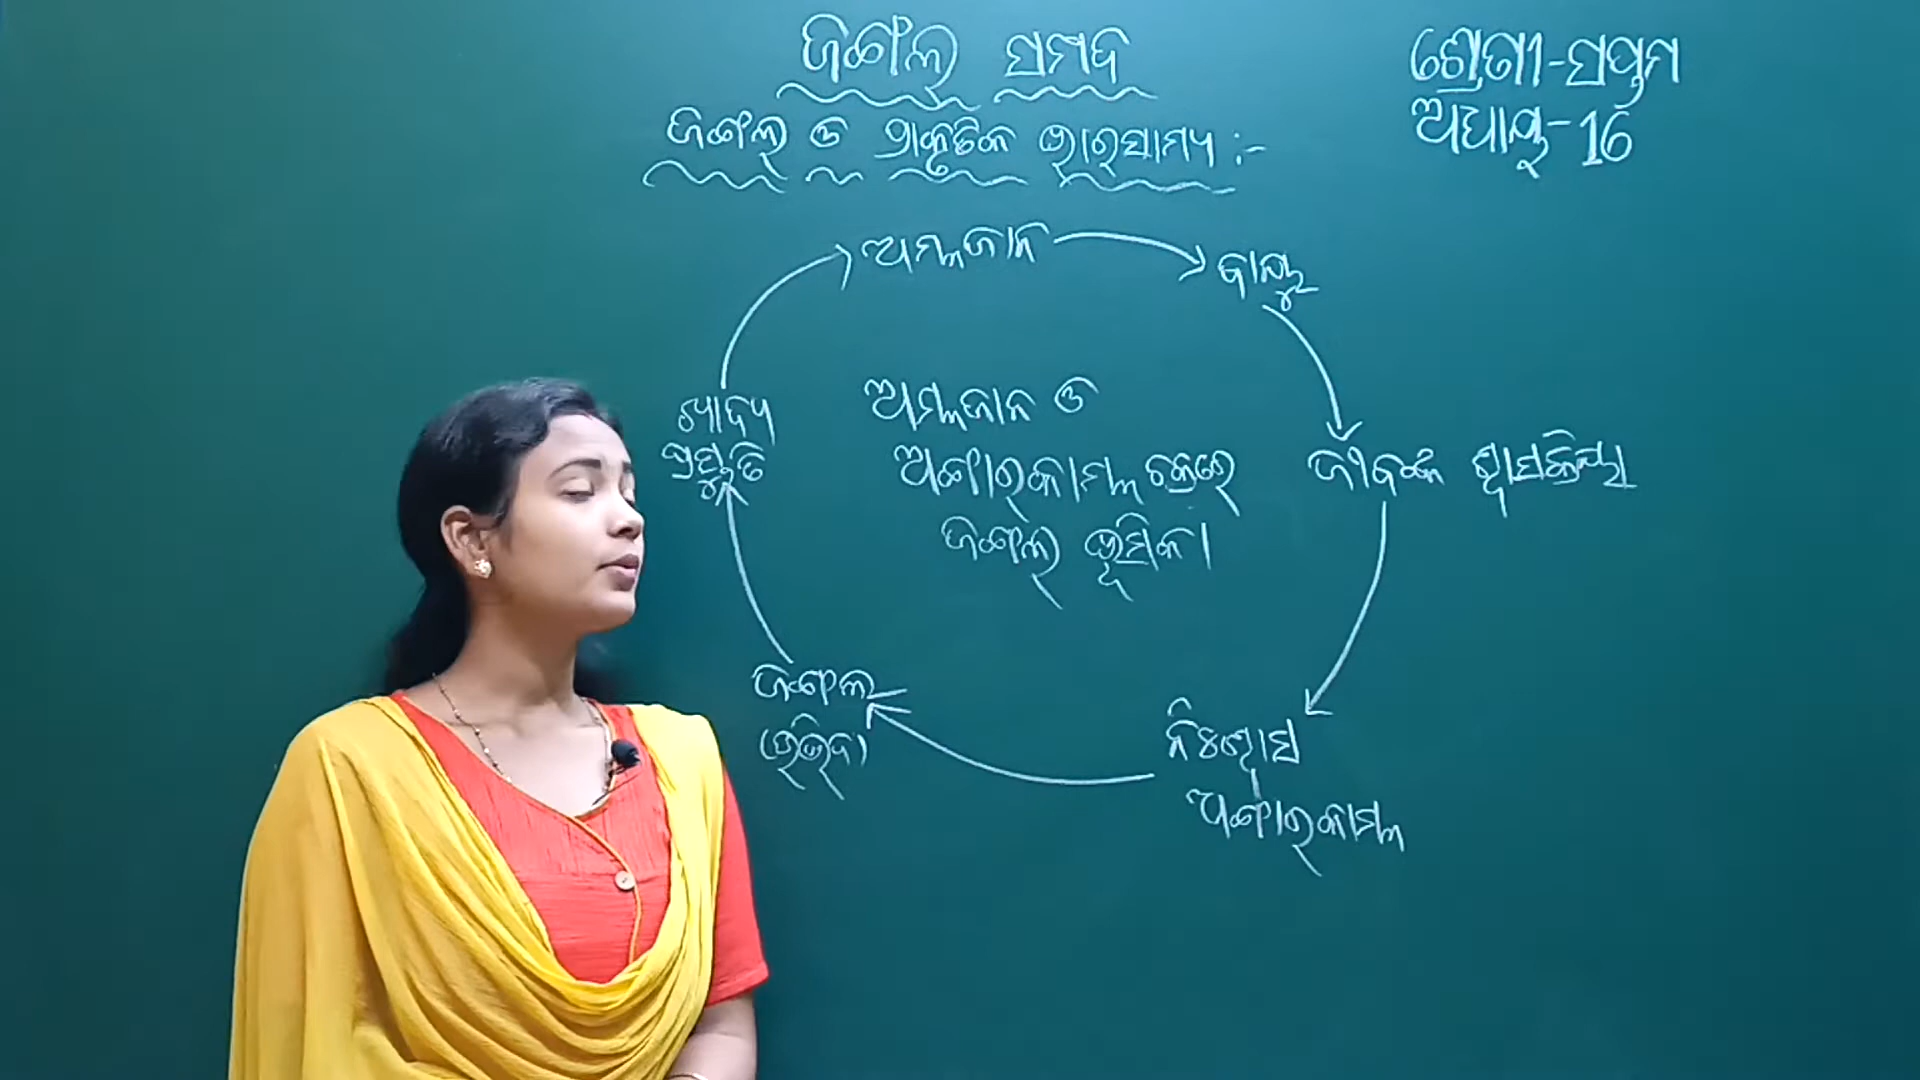 ଜଙ୍ଗଲ ସମ୍ପଦ
ଶ୍ରେଣୀ-ସପ୍ତମ
ଅଧ୍ୟାୟ-16
ଜଙ୍ଗଲ ଓ ପ୍ରାକୃତିକ ଭାରସାମ୍ୟ :-
ଅମ୍ଳଜାନ
ବାୟୁ
ଜୀବଙ୍କ ଶ୍ୱାସକ୍ରିୟା
ନିଃଶ୍ୱାସ
ଅଙ୍ଗାରକାମ୍ଳ
ଜଙ୍ଗଲ
(ଉଦ୍ଭିଦ)
ଖାଦ୍ୟ
ପ୍ରସ୍ତୁତି
ଅମ୍ଳଜାନ ଓ
ଅଙ୍ଗାରକାମ୍ଳ ଚକ୍ରରେ
ଜଙ୍ଗଲ ଭୂମିକା